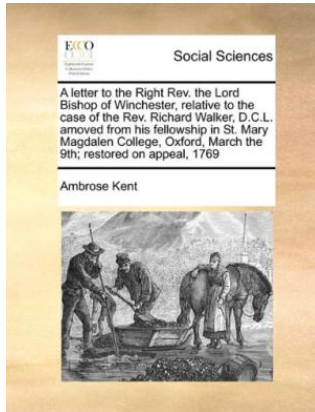 ECCO
Social Sciences
A letter to the Right Rev. the Lord
Bishop of Winchester, relative to the
case of the Rev. Richard Walker, D.C.L.
amoved from his fellowship in St. Mary
Magdalen College, Oxford, March the
9th; restored on appeal, 1769
Ambrose Kent